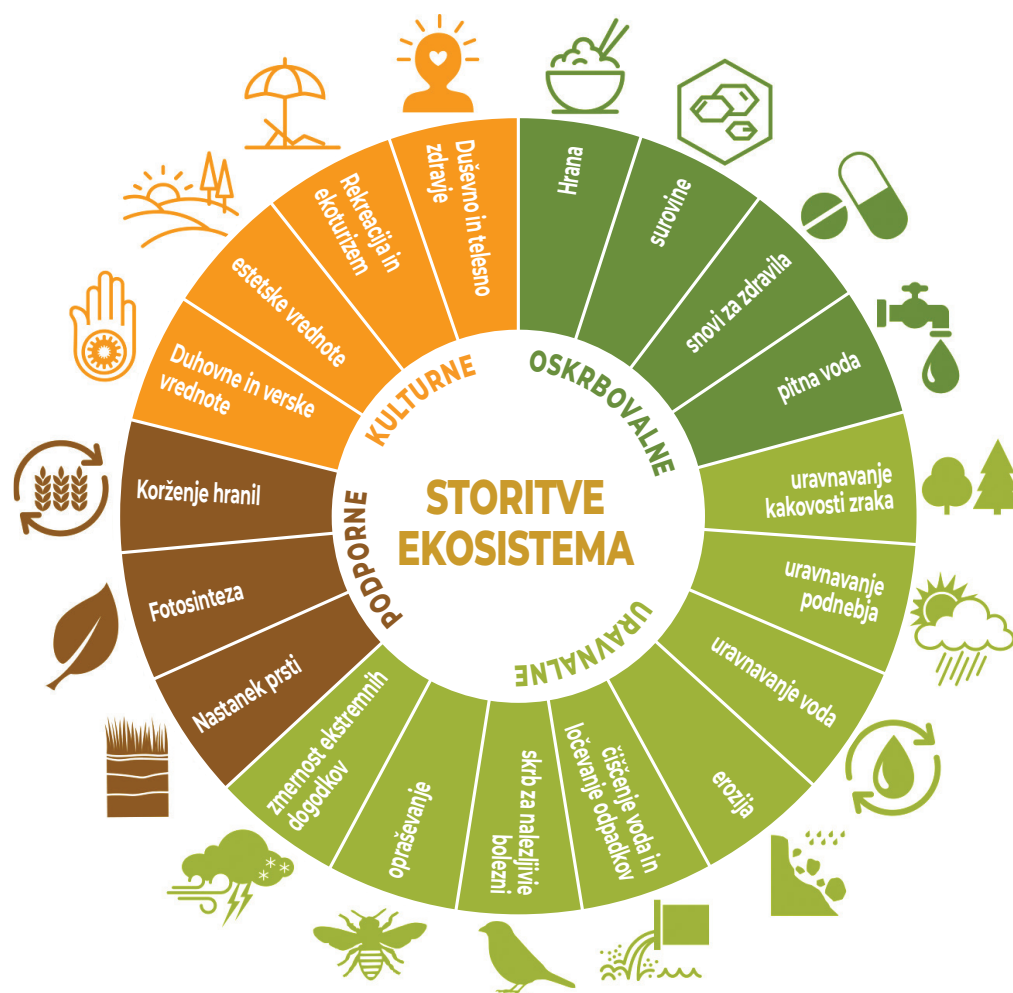 STORITVE
EKOSISTEMA
OSKRBOVALNE
Hrana
surovine
snovi za zdravila
pitna voda
URAVNALNE
uravnavanje
kakovosti zraka
uravnavanje
podnebja
uravnavanje voda
erozija
čiščenje voda in
ločevanje odpadkov
skrb za nalezljivie
bolezni
opraševanje
zmernost ekstremnih
dogodkov
PODPORNE
Nastanek prsti
Fotosinteza
Korženje hranil
KULTURNE
Duhovne in verske
vrednote
estetske vrednote
Rekreacija in
ekoturizem
Duševno in telesno
zdravje